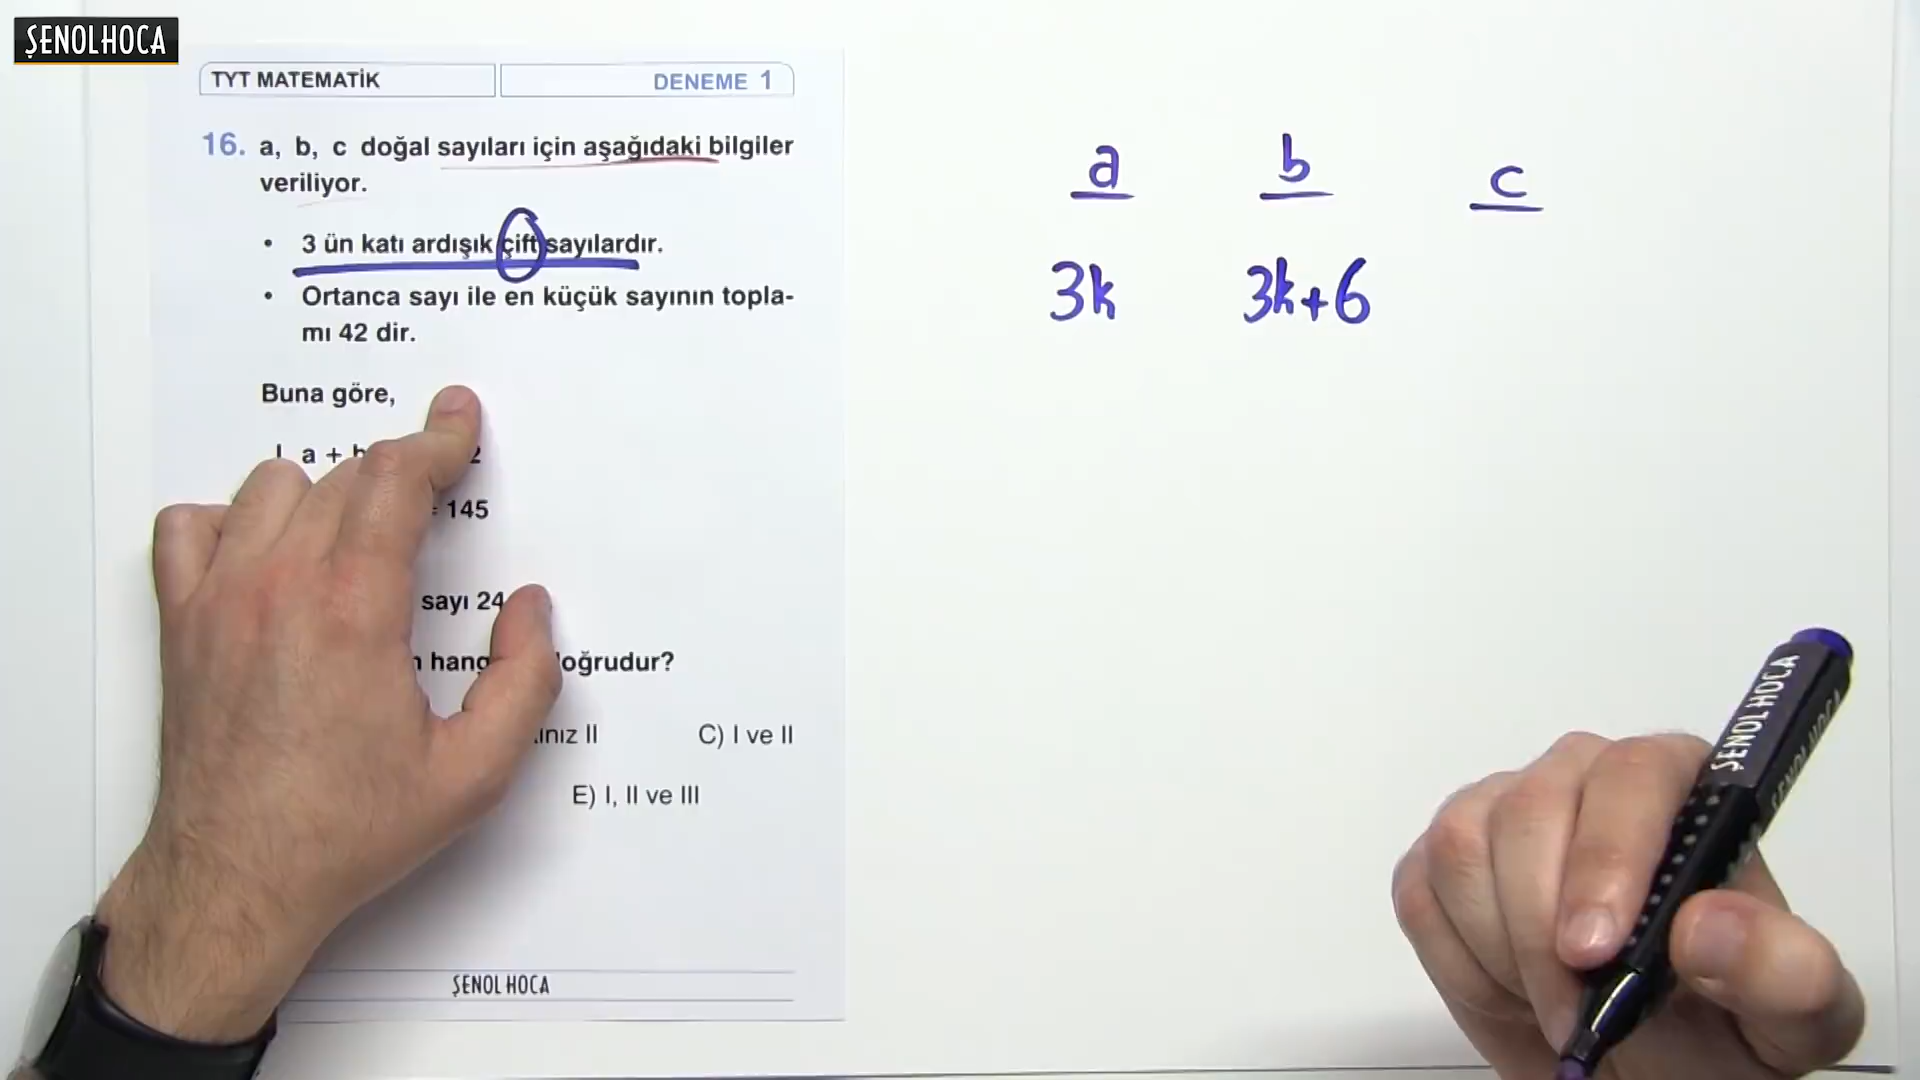 ŞENOLHOCA
TYT MATEMATİK
DENEME 1
16. a, b, c doğal sayıları için aşağıdaki bilgiler
veriliyor.
• 3 ün katı ardışık çift sayılardır.
• Ortanca sayı ile en küçük sayının topla-
mı 42 dir.
Buna göre,
a +
= 145
sayı 24
doğrudur?
II
C) I ve II
E) I, II ve III
ŞENOL HOCA
a b c
3k 3k+6
ŞENOL HOCA